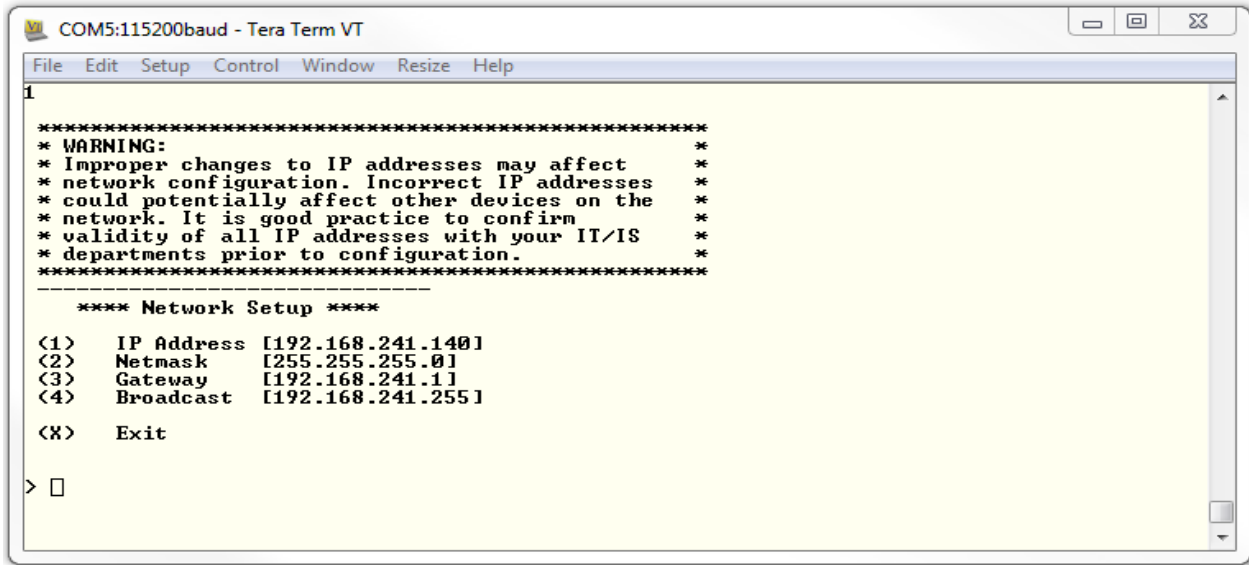 COM5:115200baud - Tera Term VT
File Edit Setup Control Window Resize Help
1
***************************************************
* WARNING: *
* Improper changes to IP addresses may affect *
* network configuration. Incorrect IP addresses *
* could potentially affect other devices on the *
* network. It is good practice to confirm *
* validity of all IP addresses with your IT/IS *
* departments prior to configuration. *
***************************************************
------------------------------
**** Network Setup ****
(1) IP Address [192.168.241.140]
(2) Netmask [255.255.255.0]
(3) Gateway [192.168.241.1]
(4) Broadcast [192.168.241.255]
(X) Exit
>